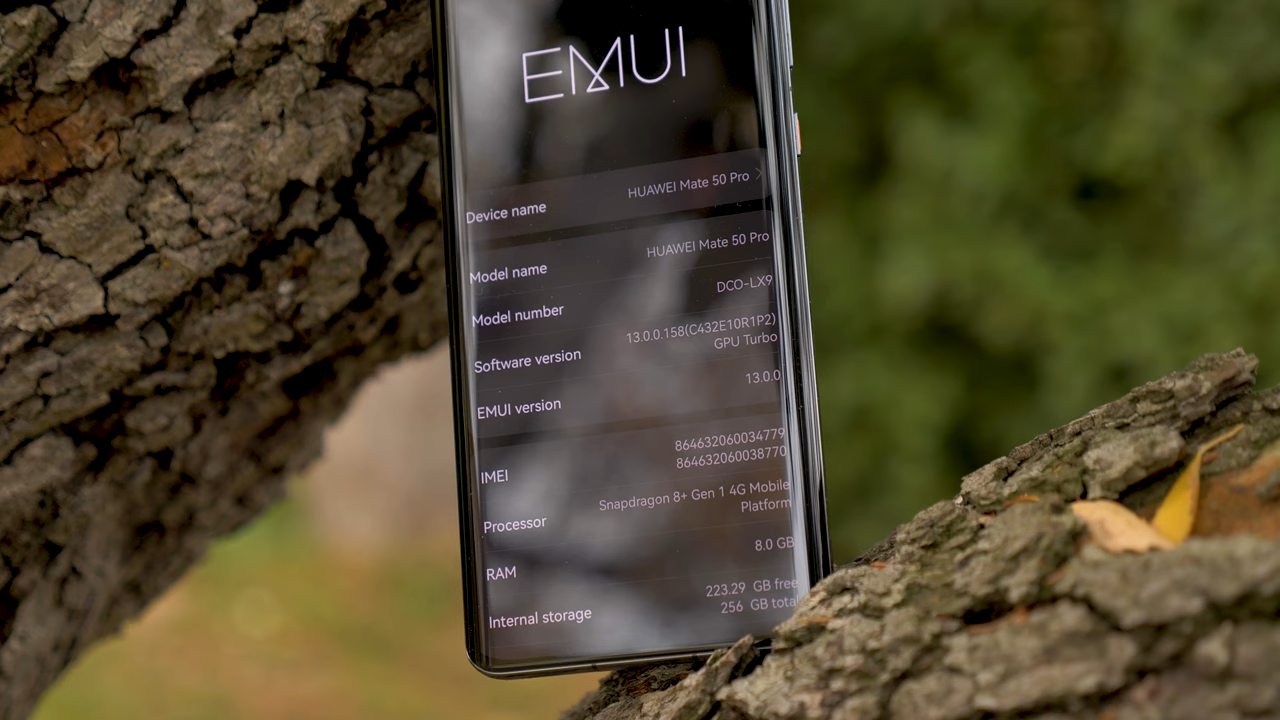 EMUI
Device name HUAWEI Mate 50 Pro
Model name HUAWEI Mate 50 Pro
Model number DCO-LX9
Software version 13.0.0.158(C432E10R1P2)
GPU Turbo
EMUI version 13.0.0
IMEI 864632060034779
864632060038770
Processor Snapdragon 8+ Gen 1 4G Mobile
Platform
RAM 8.0 GB
Internal storage 223.29 GB free
256 GB total